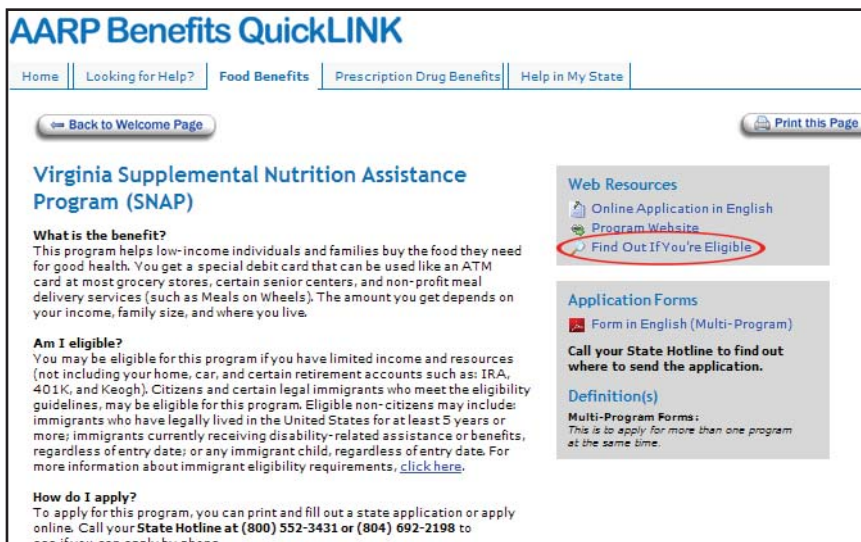 AARP Benefits QuickLINK
Home Looking for Help? Food Benefits Prescription Drug Benefits Help in My State
Back to Welcome Page
Print this Page
Virginia Supplemental Nutrition Assistance
Program (SNAP)
What is the benefit?
This program helps low-income individuals and families buy the food they need
for good health. You get a special debit card that can be used like an ATM
card at most grocery stores, certain senior centers, and non-profit meal
delivery services (such as Meals on Wheels). The amount you get depends on
your income, family size, and where you live.
Am I eligible?
You may be eligible for this program if you have limited income and resources
(not including your home, car, and certain retirement accounts such as: IRA,
401K, and Keogh). Citizens and certain legal immigrants who meet the eligibility
guidelines, may be eligible for this program. Eligible non-citizens may include:
immigrants who have legally lived in the United States for at least 5 years or
more; immigrants currently receiving disability-related assistance or benefits,
regardless of entry date; or any immigrant child, regardless of entry date. For
more information about immigrant eligibility requirements, click here.
How do I apply?
To apply for this program, you can print and fill out a state application or apply
online. Call your State Hotline at (800) 552-3431 or (804) 692-2198 to
Web Resources
Online Application in English
Program Website
Find Out If You're Eligible
Application Forms
Form in English (Multi-Program)
Call your State Hotline to find out
where to send the application.
Definition(s)
Multi-Program Forms:
This is to apply for more than one program
at the same time.